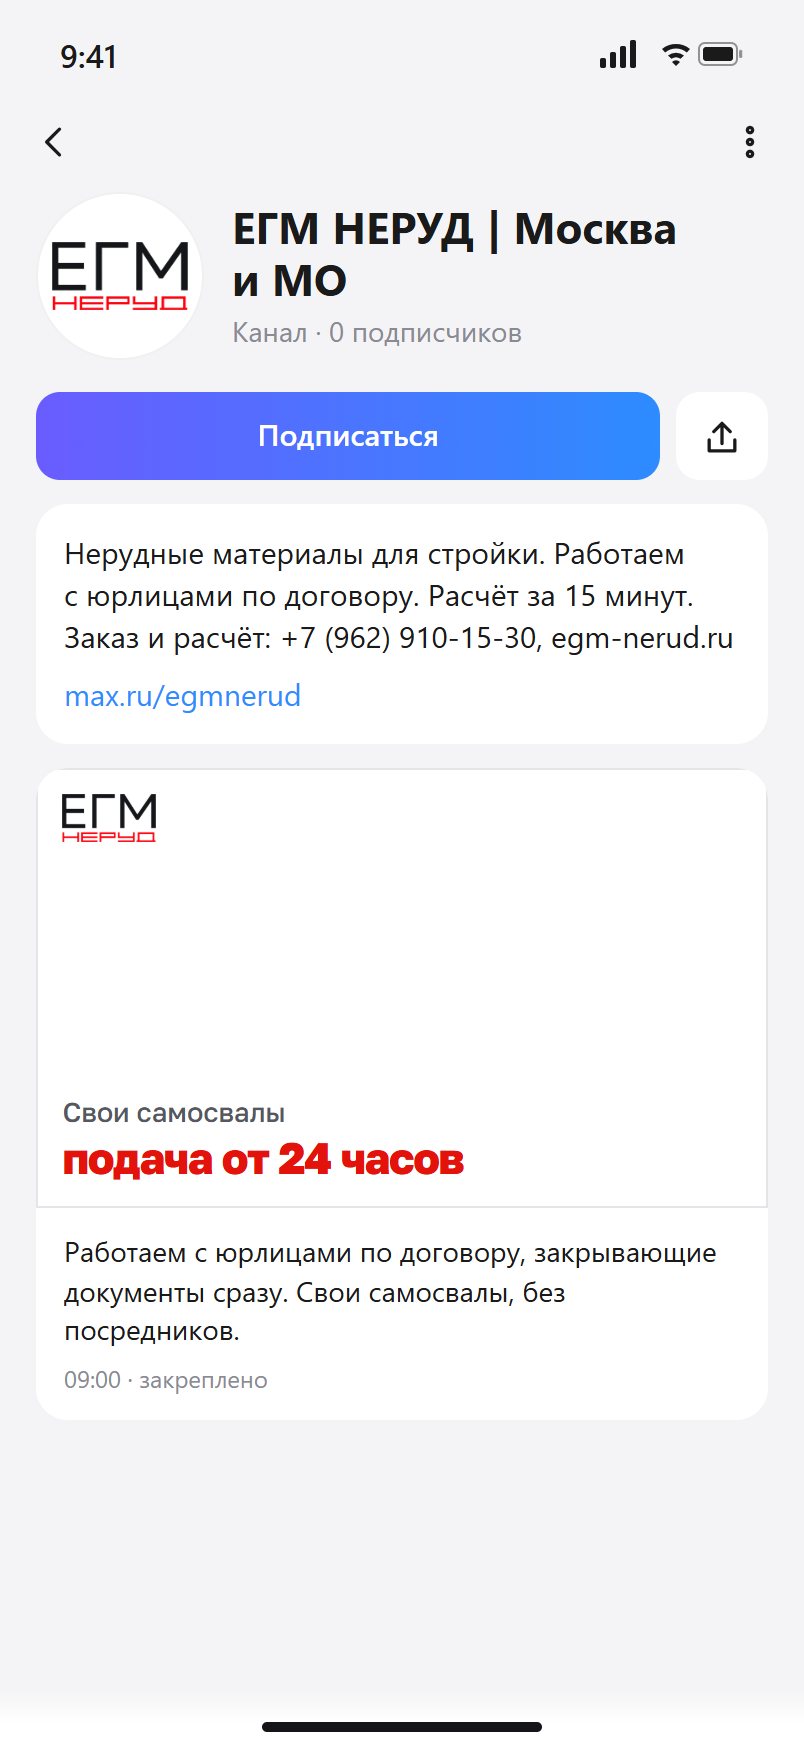 9:41
ЕГМ
НЕРУД
ЕГМ НЕРУД | Москва
и МО
Канал · 0 подписчиков
Подписаться
Нерудные материалы для стройки. Работаем
с юрлицами по договору. Расчёт за 15 минут.
Заказ и расчёт: +7 (962) 910-15-30, egm-nerud.ru
max.ru/egmnerud
ЕГМ
НЕРУД
Свои самосвалы
подача от 24 часов
Работаем с юрлицами по договору, закрывающие
документы сразу. Свои самосвалы, без
посредников.
09:00 · закреплено